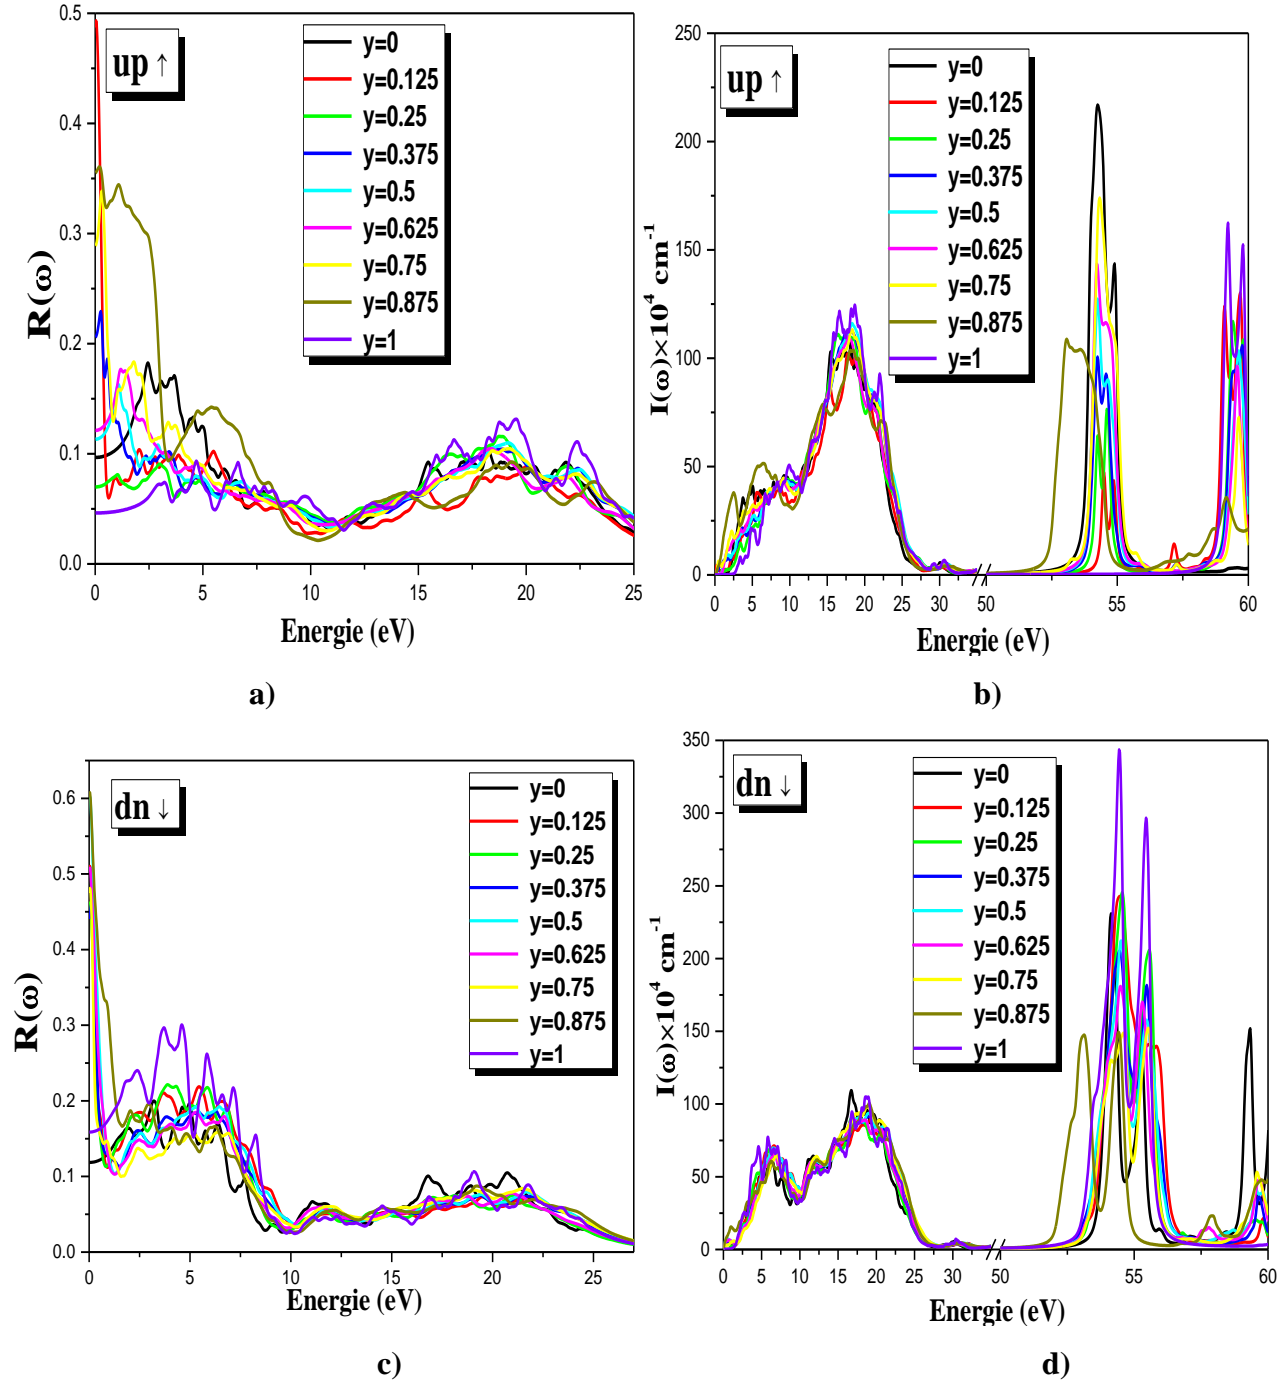 up ↑
y=0
y=0.125
y=0.25
y=0.375
y=0.5
y=0.625
y=0.75
y=0.875
y=1
R(ω)
0.5
0.4
0.3
0.2
0.1
0.0
0 5 10 15 20 25
Energie (eV)
a)
up ↑
y=0
y=0.125
y=0.25
y=0.375
y=0.5
y=0.625
y=0.75
y=0.875
y=1
I(ω)×10⁴ cm⁻¹
250
200
150
100
50
0
0 5 10 15 20 25 30 50 55 60
Energie (eV)
b)
dn ↓
y=0
y=0.125
y=0.25
y=0.375
y=0.5
y=0.625
y=0.75
y=0.875
y=1
R(ω)
0.6
0.5
0.4
0.3
0.2
0.1
0.0
0 5 10 15 20 25
Energie (eV)
c)
dn ↓
y=0
y=0.125
y=0.25
y=0.375
y=0.5
y=0.625
y=0.75
y=0.875
y=1
I(ω)×10⁴ cm⁻¹
350
300
250
200
150
100
50
0
0 5 10 15 20 25 30 50 55 60
Energie (eV)
d)